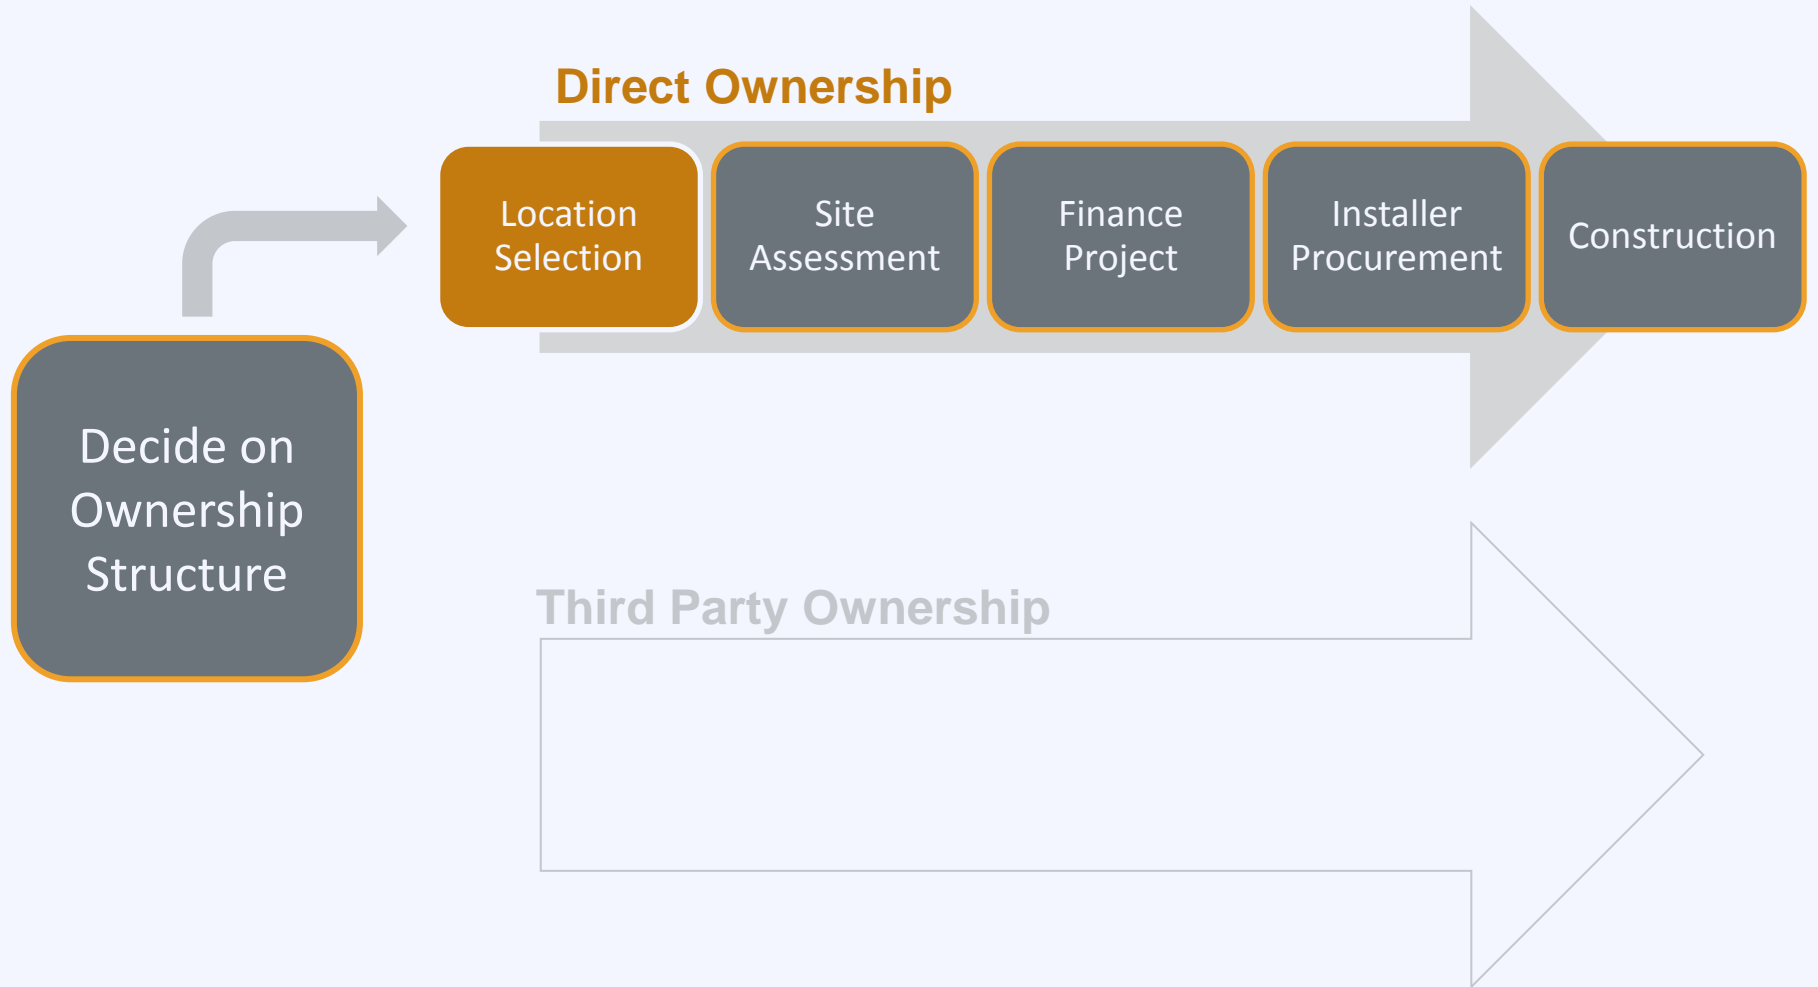 Direct Ownership
Location
Selection
Site
Assessment
Finance
Project
Installer
Procurement
Construction
Decide on
Ownership
Structure
Third Party Ownership